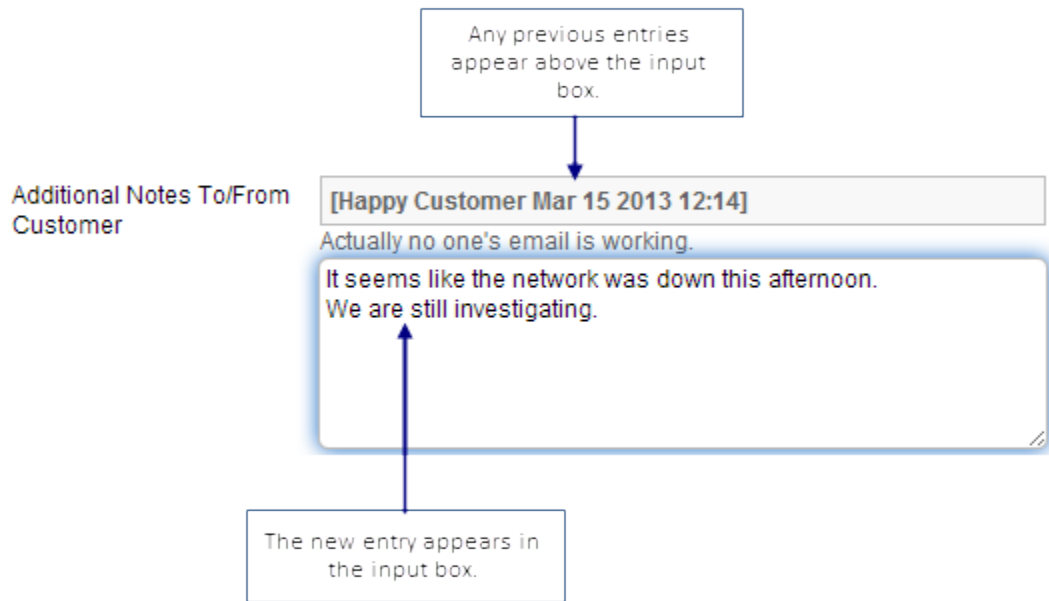 Any previous entries
appear above the input
box.
Additional Notes To/From
Customer
[Happy Customer Mar 15 2013 12:14]
Actually no one's email is working.
It seems like the network was down this afternoon.
We are still investigating.
The new entry appears in
the input box.